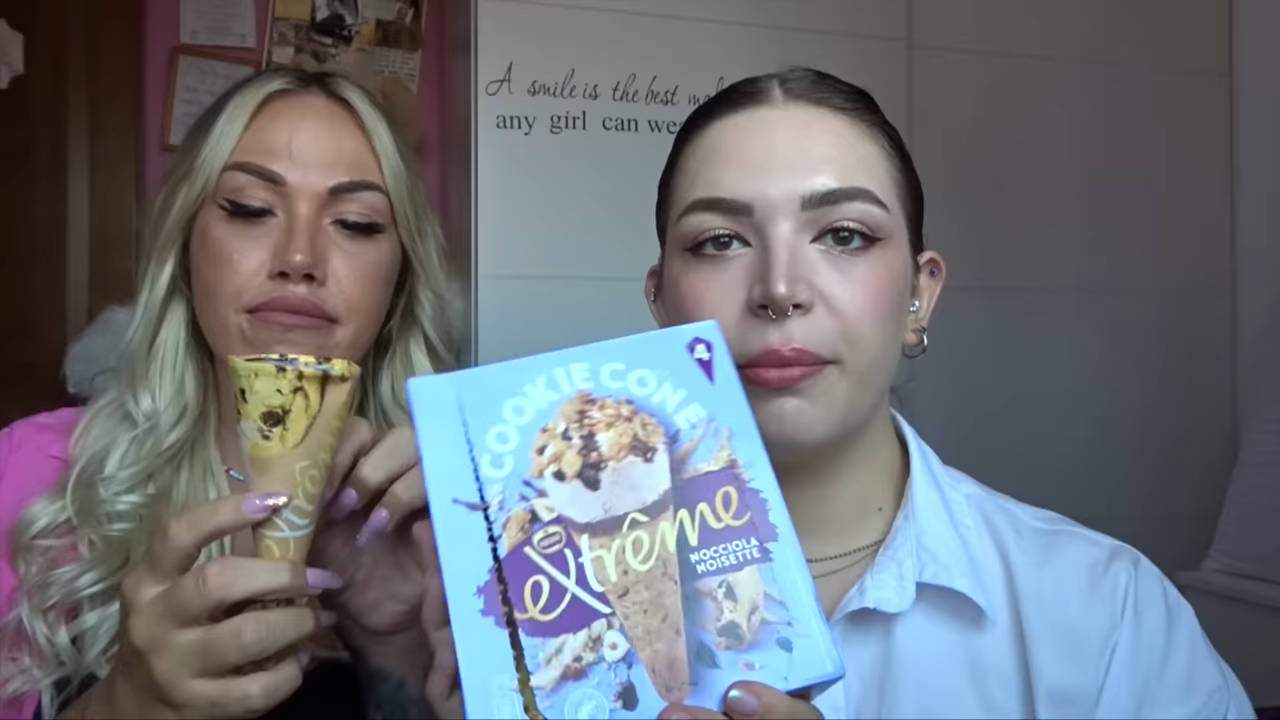 A smile is the best
any girl can
4
COOKIE CONE
extrême
NOCCIOLA
NOISETTE